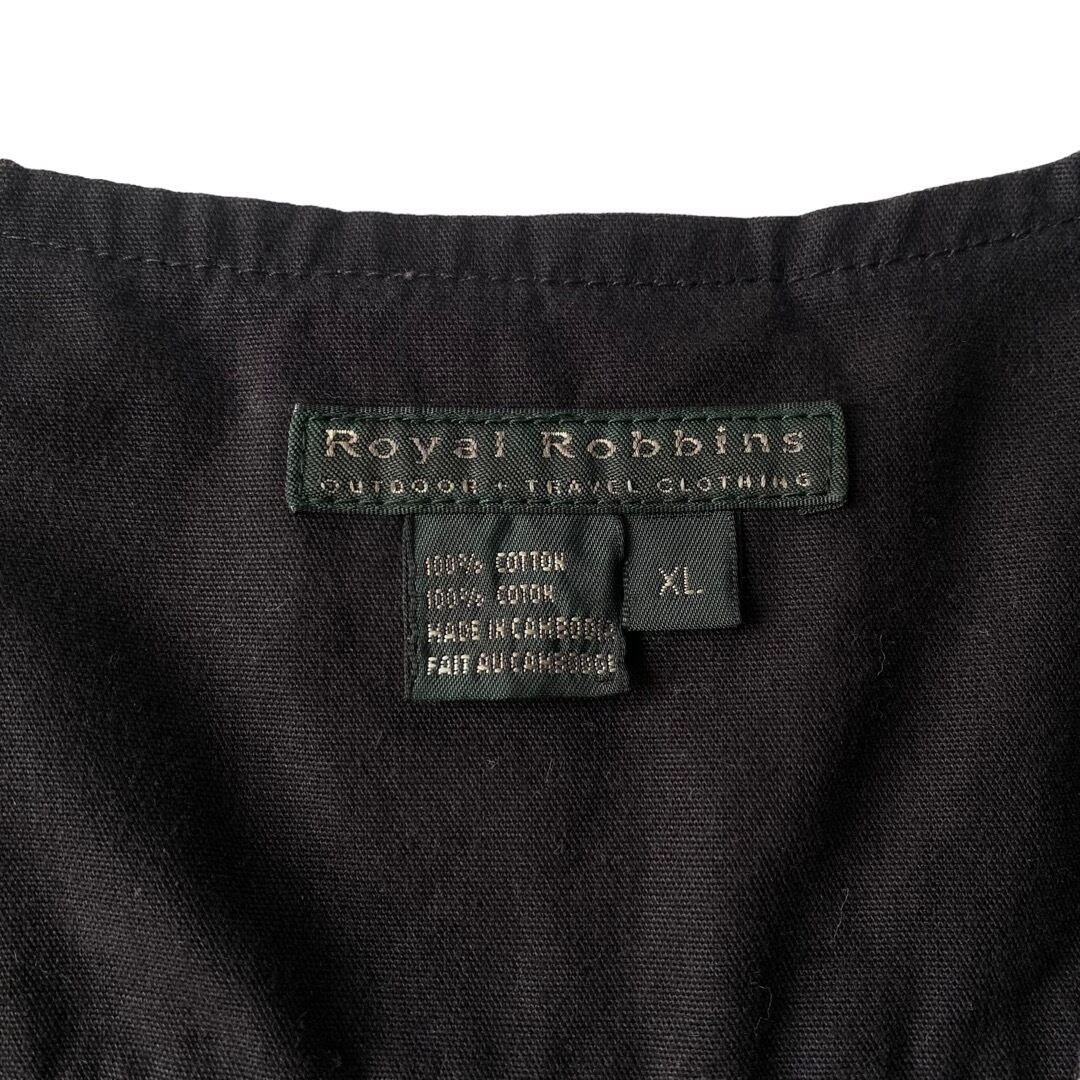 Royal Robbins
OUTDOOR + TRAVEL CLOTHING
100% COTTON
100% COTON
MADE IN CAMBODIA
FAIT AU CAMBODGE
XL